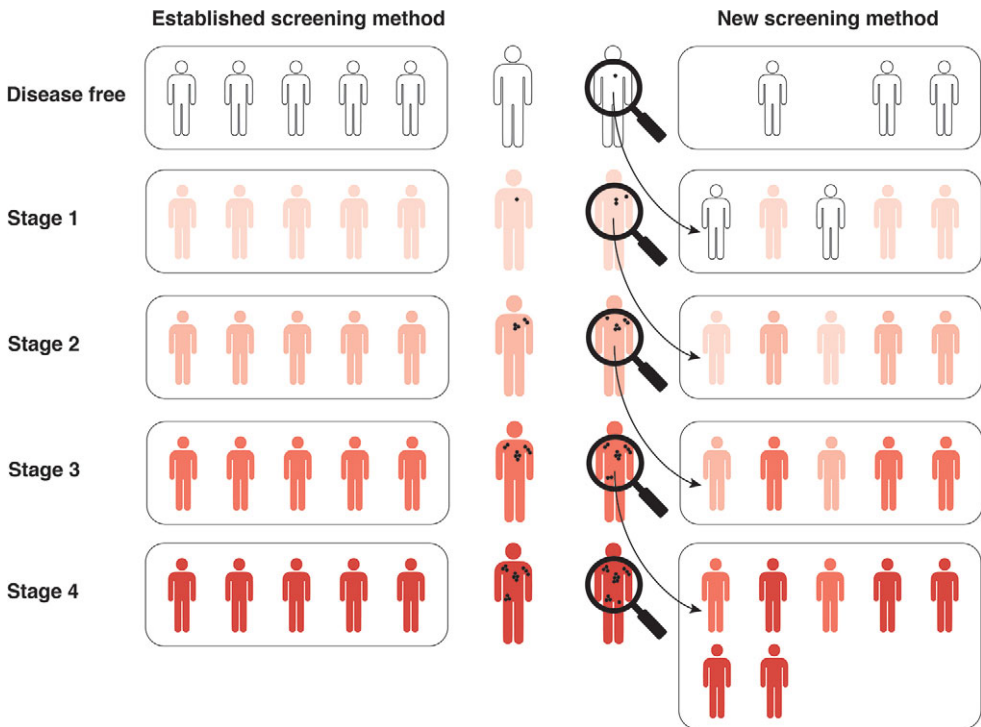 Established screening method
New screening method
Disease free
Stage 1
Stage 2
Stage 3
Stage 4